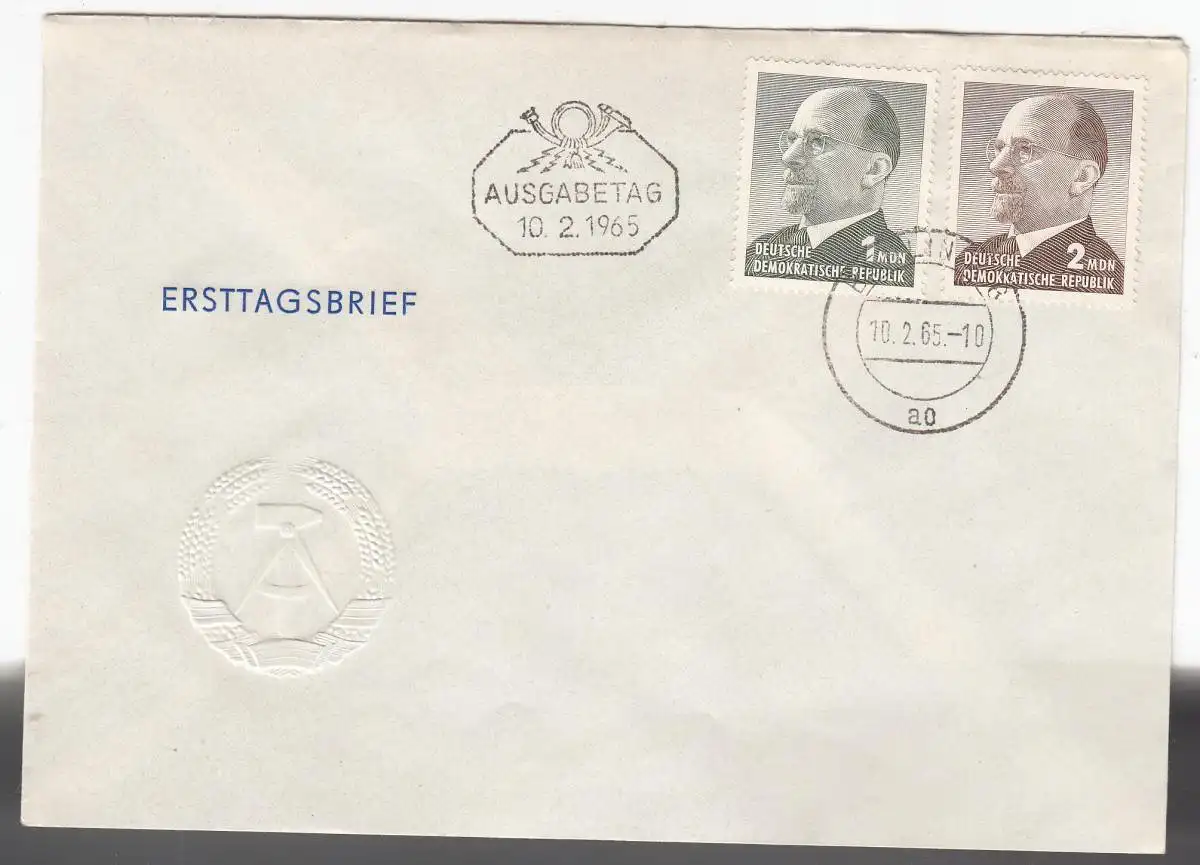 AUSGABETAG
10. 2. 1965
1 MDN
DEUTSCHE
DEMOKRATISCHE REPUBLIK
2 MDN
DEUTSCHE
DEMOKRATISCHE REPUBLIK
ERSTTAGSBRIEF
10. 2. 65.-10
ao